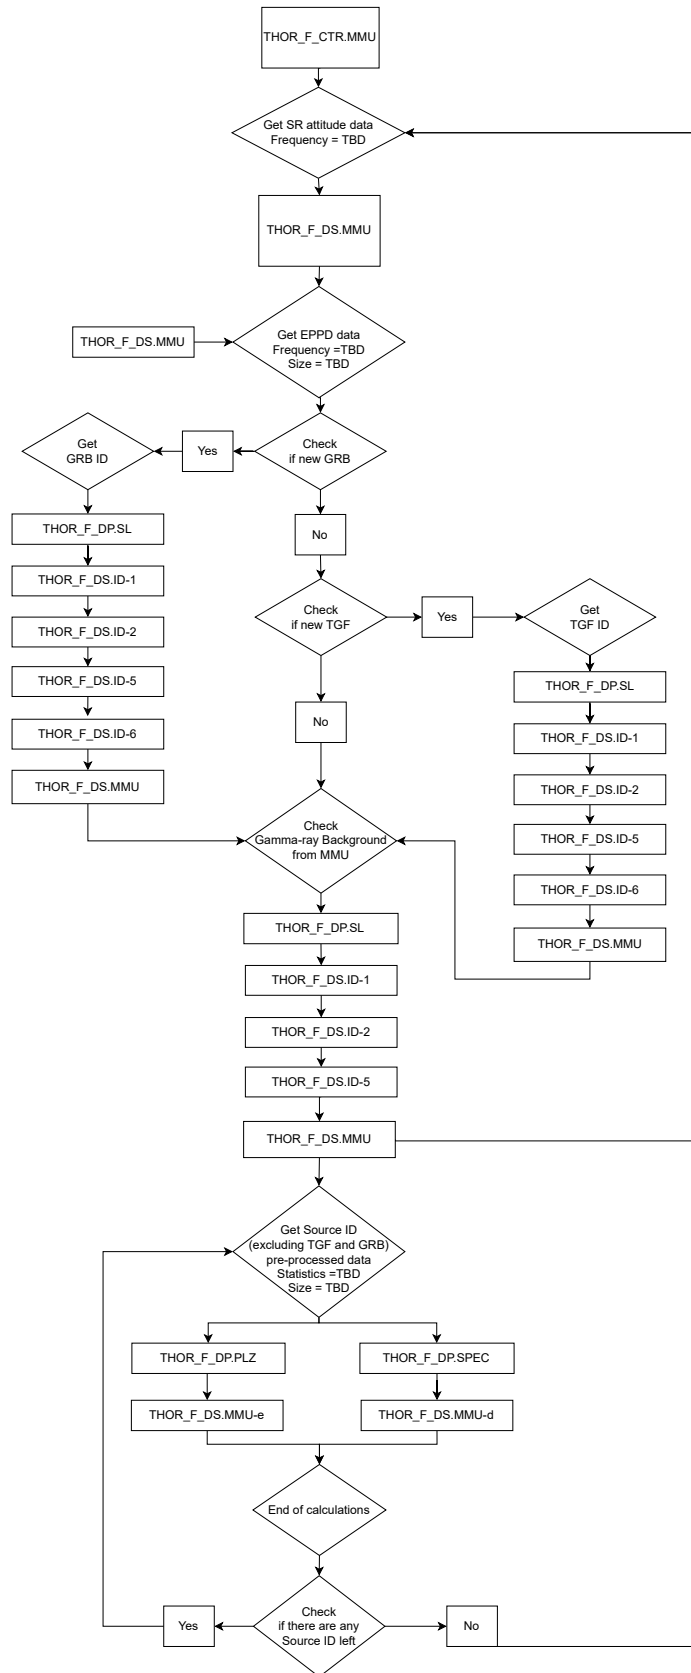 THOR_F_CTR.MMU
Get SR attitude data
Frequency = TBD
THOR_F_DS.MMU
THOR_F_DS.MMU
Get EPPD data
Frequency =TBD
Size = TBD
Get
GRB ID
Yes
Check
if new GRB
THOR_F_DP.SL
THOR_F_DS.ID-1
THOR_F_DS.ID-2
THOR_F_DS.ID-5
THOR_F_DS.ID-6
THOR_F_DS.MMU
No
Check
if new TGF
Yes
Get
TGF ID
No
THOR_F_DP.SL
THOR_F_DS.ID-1
THOR_F_DS.ID-2
THOR_F_DS.ID-5
THOR_F_DS.ID-6
THOR_F_DS.MMU
Check
Gamma-ray Background
from MMU
THOR_F_DP.SL
THOR_F_DS.ID-1
THOR_F_DS.ID-2
THOR_F_DS.ID-5
THOR_F_DS.MMU
Get Source ID
(excluding TGF and GRB)
pre-processed data
Statistics =TBD
Size = TBD
THOR_F_DP.PLZ
THOR_F_DP.SPEC
THOR_F_DS.MMU-e
THOR_F_DS.MMU-d
End of calculations
Yes
Check
if there are any
Source ID left
No